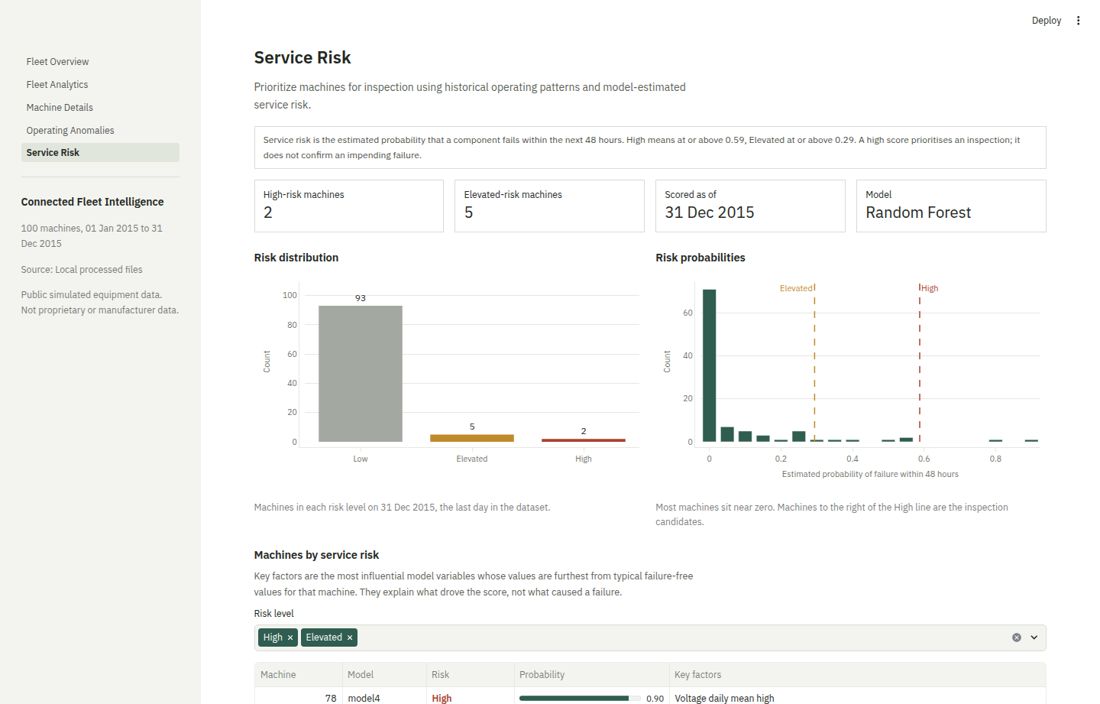 Deploy
Fleet Overview
Fleet Analytics
Machine Details
Operating Anomalies
Service Risk
Connected Fleet Intelligence
100 machines, 01 Jan 2015 to 31
Dec 2015
Source: Local processed files
Public simulated equipment data.
Not proprietary or manufacturer data.
Service Risk
Prioritize machines for inspection using historical operating patterns and model-estimated
service risk.
Service risk is the estimated probability that a component fails within the next 48 hours. High means at or above 0.59, Elevated at or above 0.29. A high score prioritises an inspection; it
does not confirm an impending failure.
High-risk machines
2
Elevated-risk machines
5
Scored as of
31 Dec 2015
Model
Random Forest
Risk distribution
100
80
60
40
20
0
Count
93
5
2
Low
Elevated
High
Machines in each risk level on 31 Dec 2015, the last day in the dataset.
Risk probabilities
Elevated
High
60
40
20
0
Count
0
0.2
0.4
0.6
0.8
Estimated probability of failure within 48 hours
Most machines sit near zero. Machines to the right of the High line are the inspection
candidates.
Machines by service risk
Key factors are the most influential model variables whose values are furthest from typical failure-free
values for that machine. They explain what drove the score, not what caused a failure.
Risk level
High × Elevated ×
Machine Model Risk Probability Key factors
78 model4 High 0.90 Voltage daily mean high